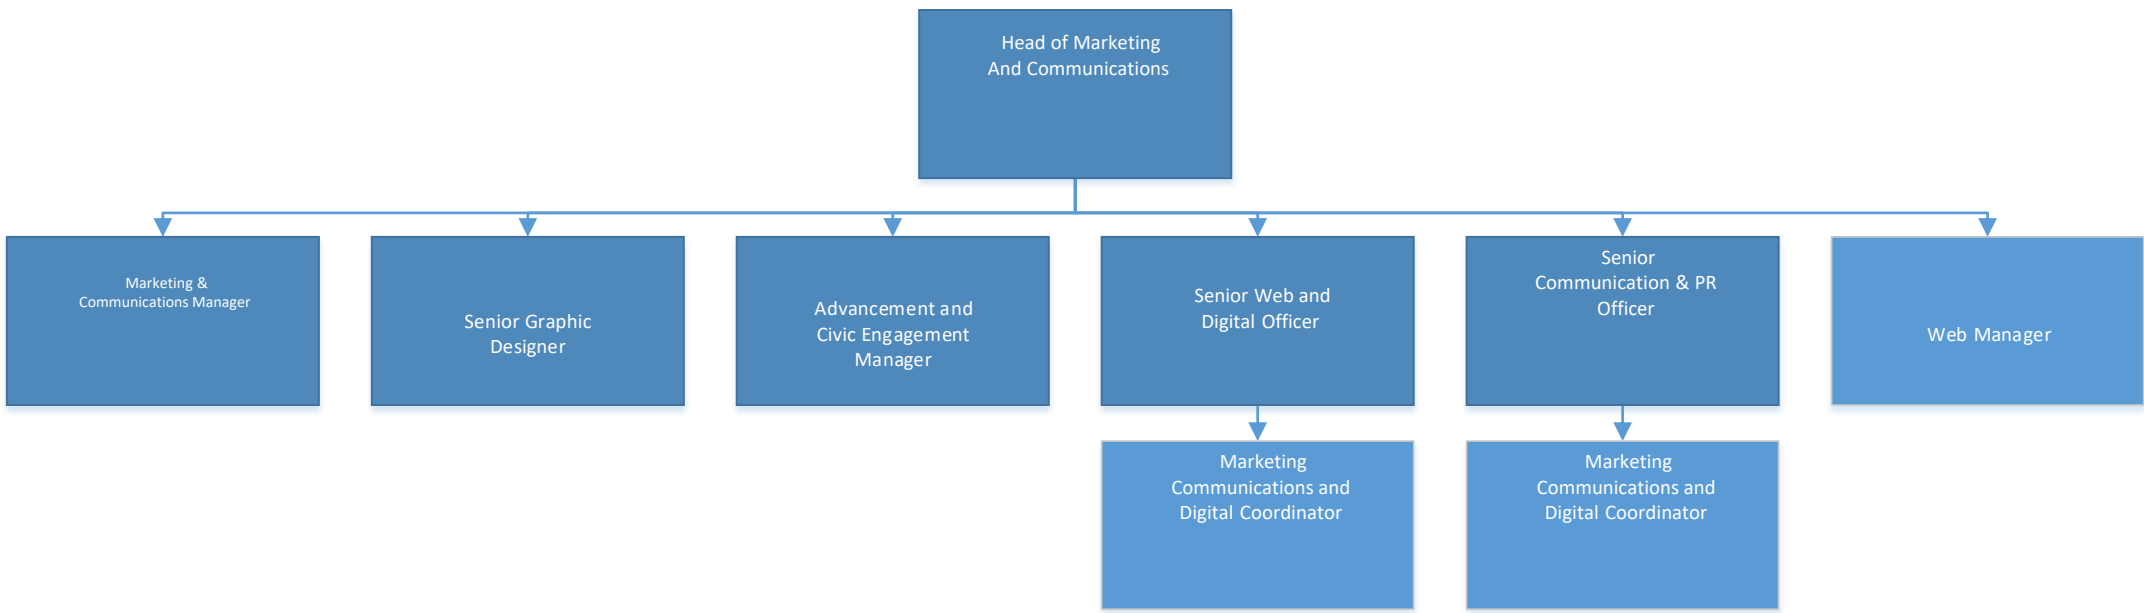 Head of Marketing
And Communications
Marketing &
Communications Manager
Senior Graphic
Designer
Advancement and
Civic Engagement
Manager
Senior Web and
Digital Officer
Senior
Communication & PR
Officer
Web Manager
Marketing
Communications and
Digital Coordinator
Marketing
Communications and
Digital Coordinator